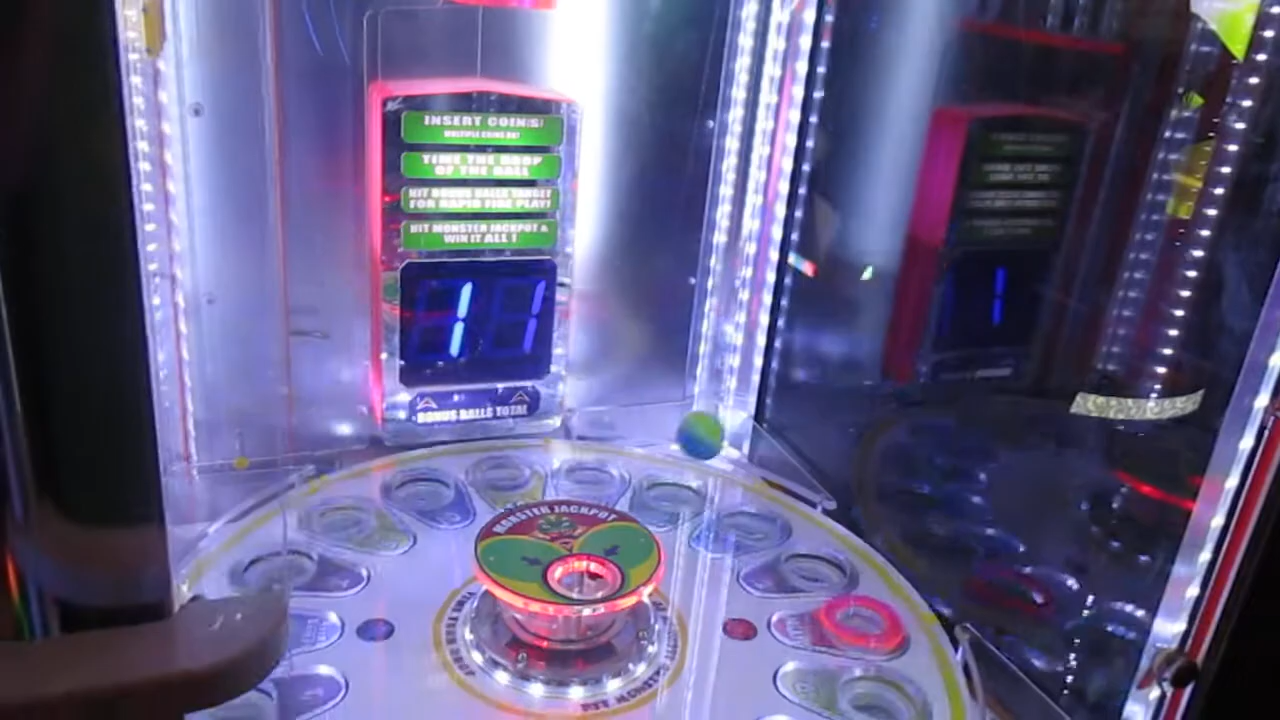 INSERT COINS!
MULTIPLE COINS OK!
TIME THE DROP
OF THE BALL
HIT BONUS BALLS TARGET
FOR RAPID FIRE PLAY!
HIT MONSTER JACKPOT &
WIN IT ALL !
11
BONUS BALLS TOTAL
MONSTER JACKPOT